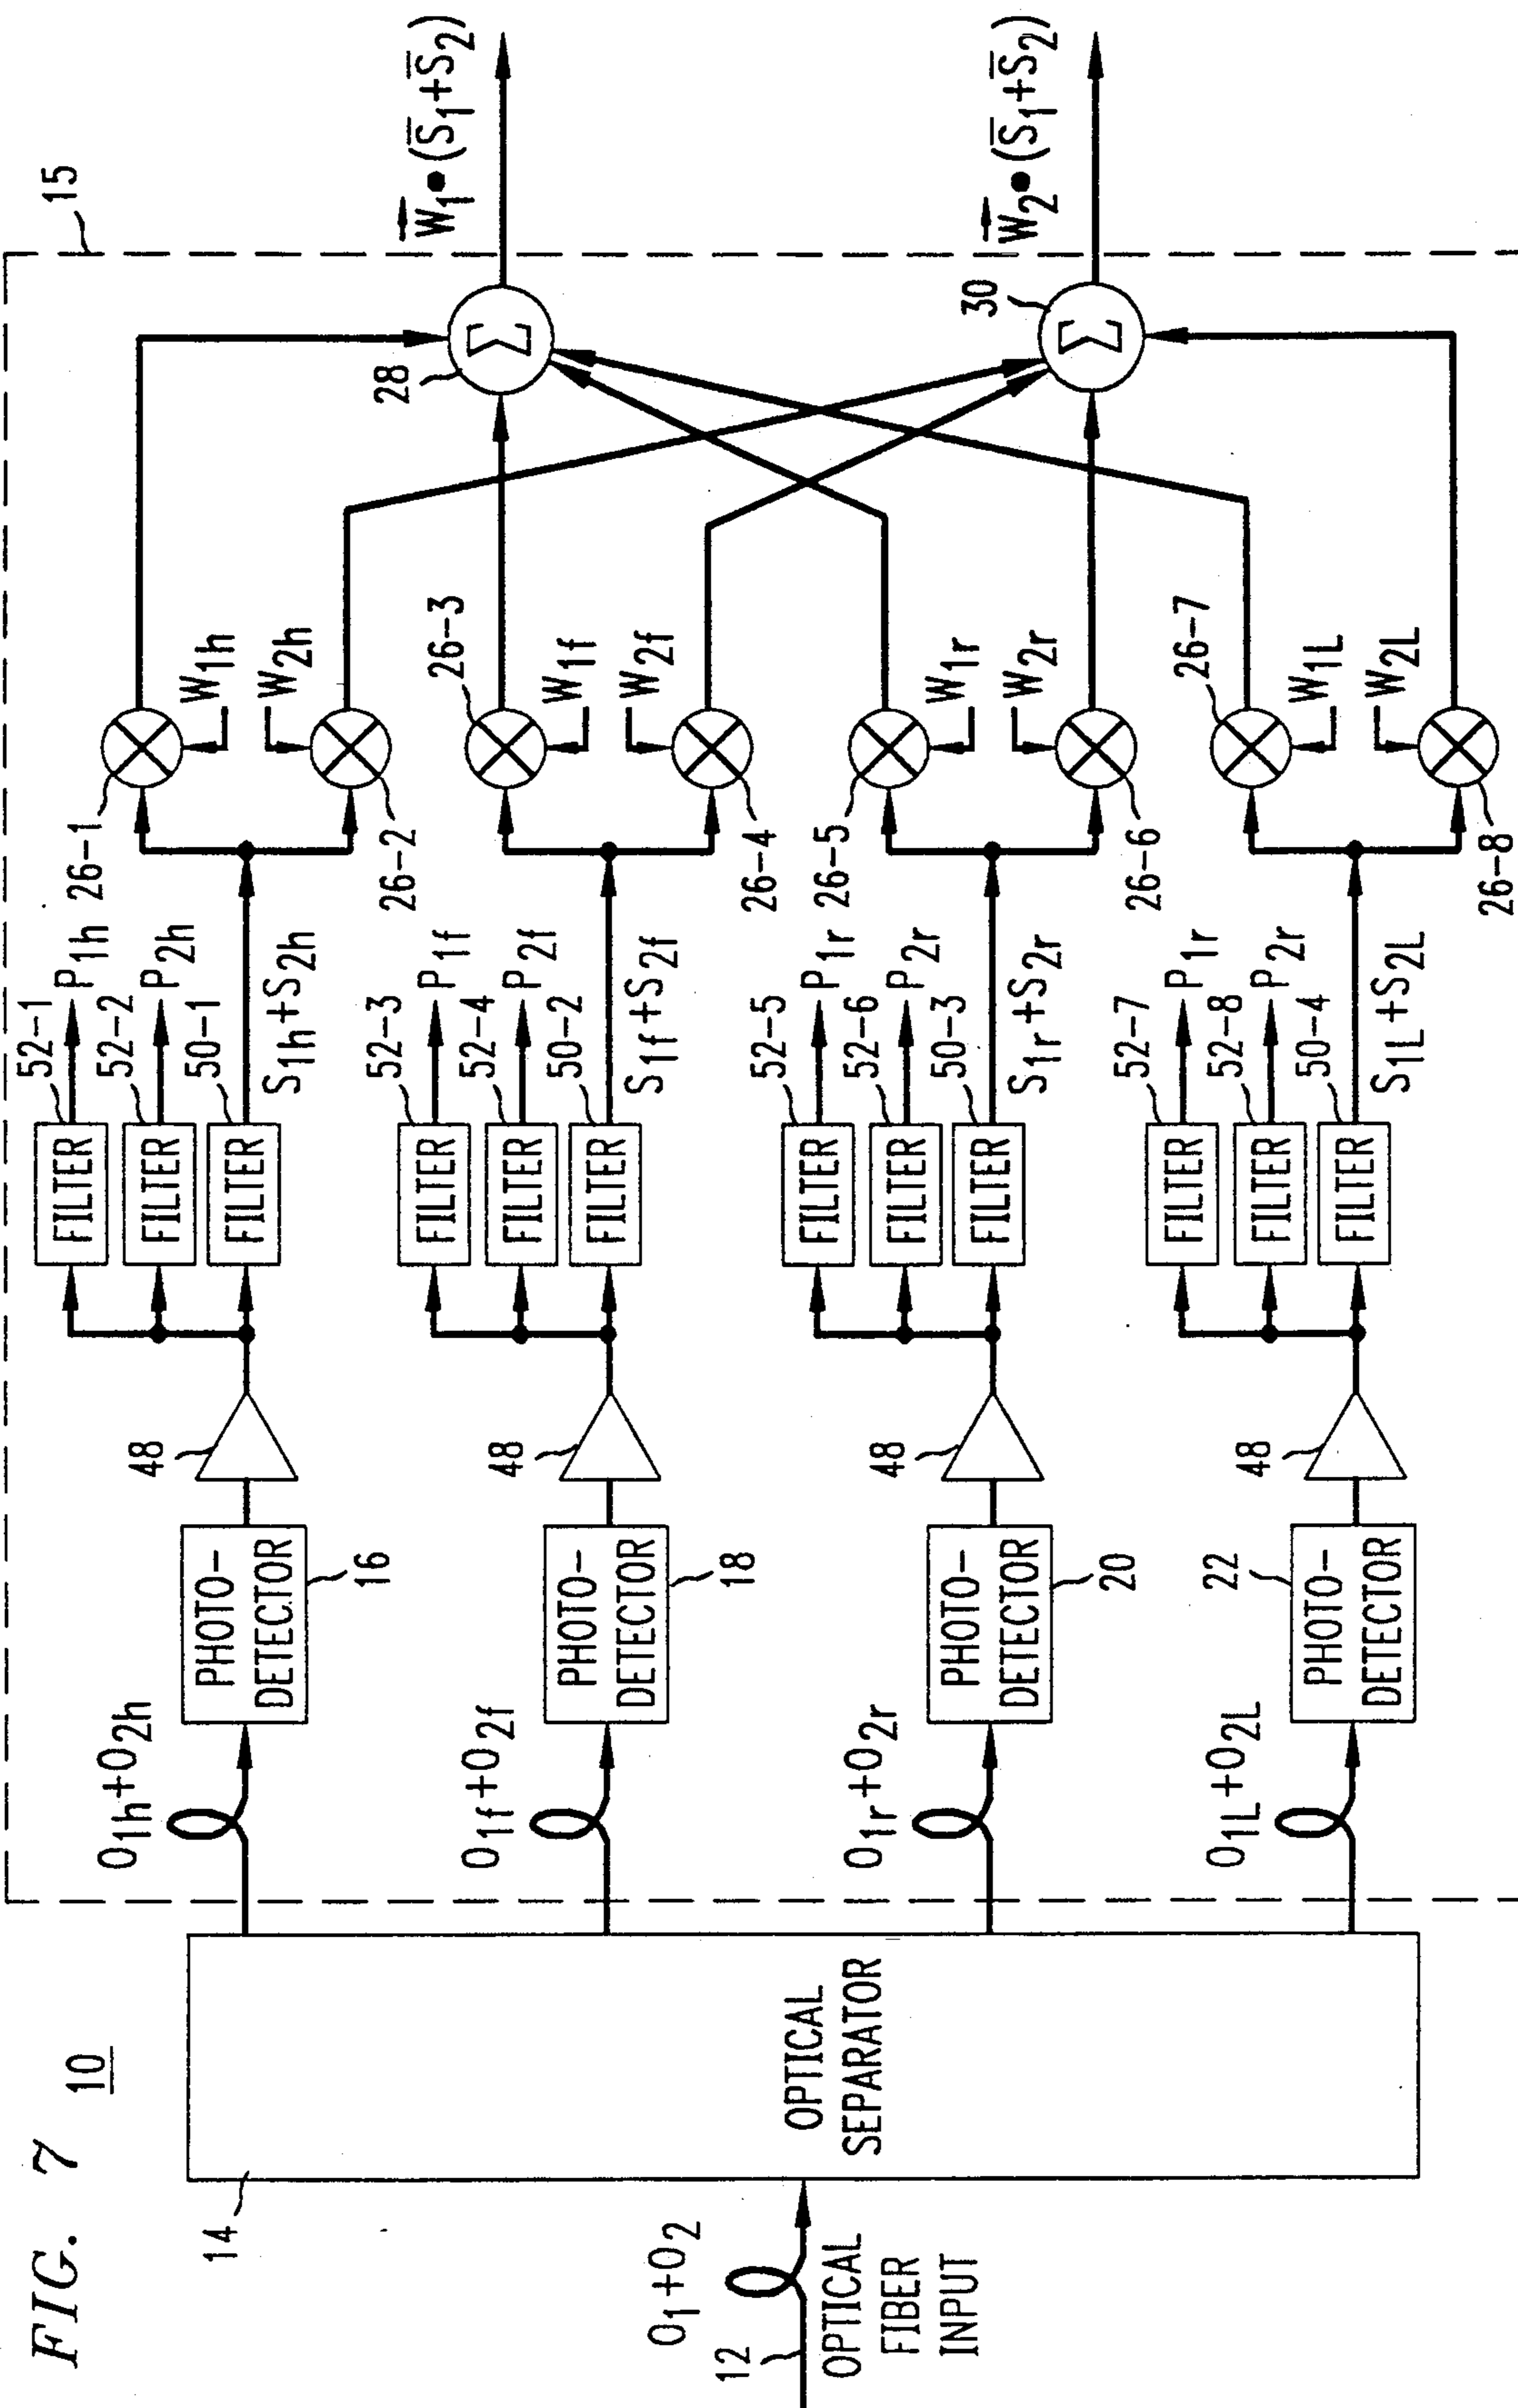 FIG. 7
10
O1+O2
12
OPTICAL
FIBER
INPUT
14
OPTICAL
SEPARATOR
15
O1h+O2h
PHOTO-
DETECTOR
16
48
FILTER
52-1
P1h
FILTER
52-2
P2h
FILTER
50-1
S1h+S2h
26-1
W1h
W2h
26-2
O1f+O2f
PHOTO-
DETECTOR
18
48
FILTER
52-3
P1f
FILTER
52-4
P2f
FILTER
50-2
S1f+S2f
26-3
W1f
W2f
26-4
O1r+O2r
PHOTO-
DETECTOR
20
48
FILTER
52-5
P1r
FILTER
52-6
P2r
FILTER
50-3
S1r+S2r
26-5
W1r
W2r
26-6
O1L+O2L
PHOTO-
DETECTOR
22
48
FILTER
52-7
P1r
FILTER
52-8
P2r
FILTER
50-4
S1L+S2L
26-7
W1L
W2L
26-8
28
Σ
W̅⃗1•(S̅1+S̅2)
30
Σ
W̅⃗2•(S̅1+S̅2)